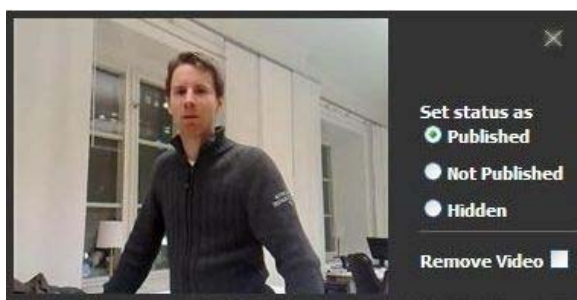 Set status as
Published
Not Published
Hidden
Remove Video